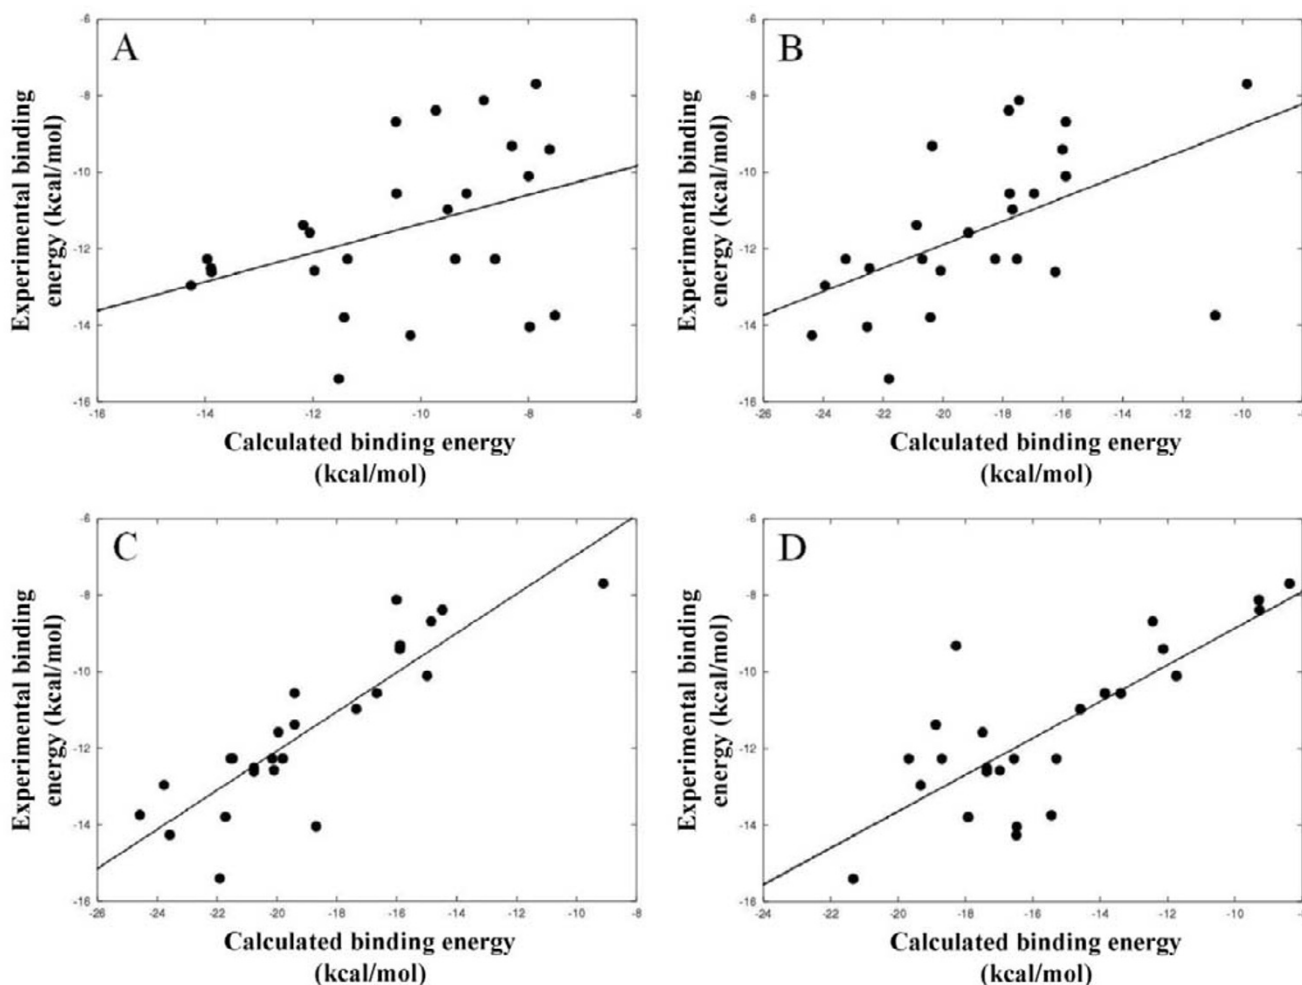 A
Experimental binding
energy (kcal/mol)
-6
-8
-10
-12
-14
-16
-16 -14 -12 -10 -8 -6
Calculated binding energy
(kcal/mol)
B
Experimental binding
energy (kcal/mol)
-6
-8
-10
-12
-14
-16
-26 -24 -22 -20 -18 -16 -14 -12 -10
Calculated binding energy
(kcal/mol)
C
Experimental binding
energy (kcal/mol)
-6
-8
-10
-12
-14
-16
-26 -24 -22 -20 -18 -16 -14 -12 -10 -8
Calculated binding energy
(kcal/mol)
D
Experimental binding
energy (kcal/mol)
-6
-8
-10
-12
-14
-16
-24 -22 -20 -18 -16 -14 -12 -10
Calculated binding energy
(kcal/mol)